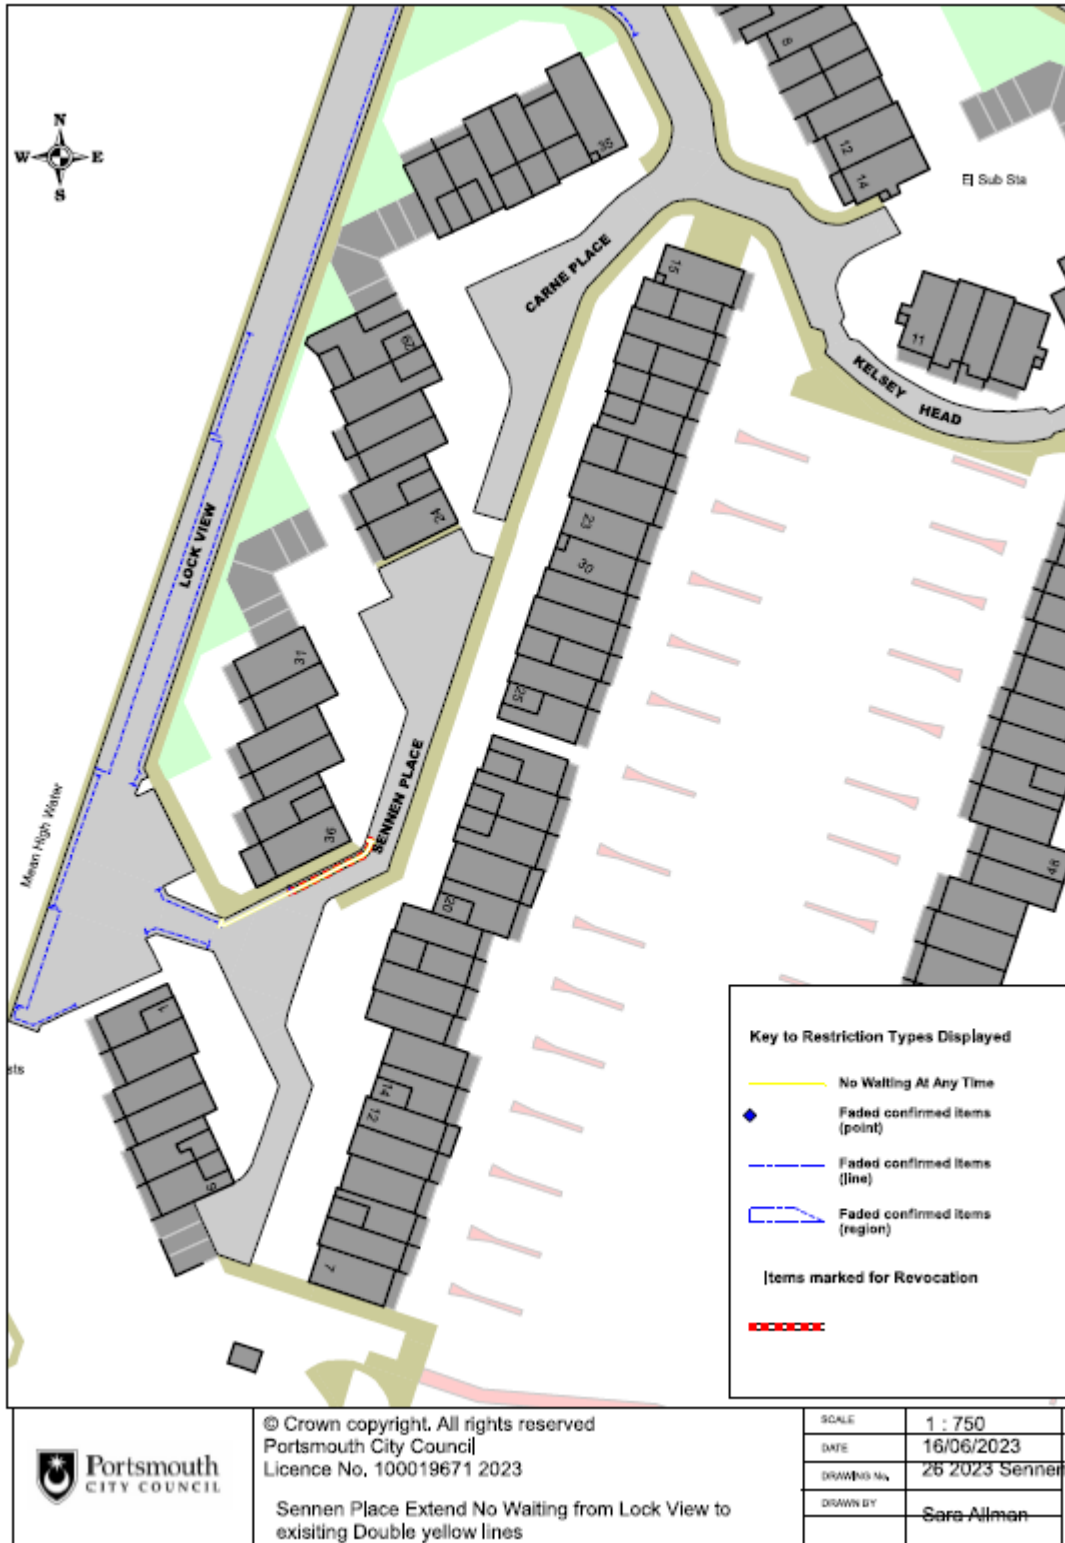 8
35
12
14
El Sub Sta
N
W E
S
CARNE PLACE
15
11
KELSEY HEAD
29
24
23
30
LOCK VIEW
31
25
SENNEN PLACE
36
Mean High Water
48
20
1
sts
14
12
9
7
Key to Restriction Types Displayed
No Waiting At Any Time
Faded confirmed items
(point)
Faded confirmed items
(line)
Faded confirmed items
(region)
Items marked for Revocation
Portsmouth
CITY COUNCIL
© Crown copyright. All rights reserved
Portsmouth City Council
Licence No. 100019671 2023
Sennen Place Extend No Waiting from Lock View to
exisiting Double yellow lines
SCALE 1 : 750
DATE 16/06/2023
DRAWING No. 26 2023 Sennen
DRAWN BY Sara Allman